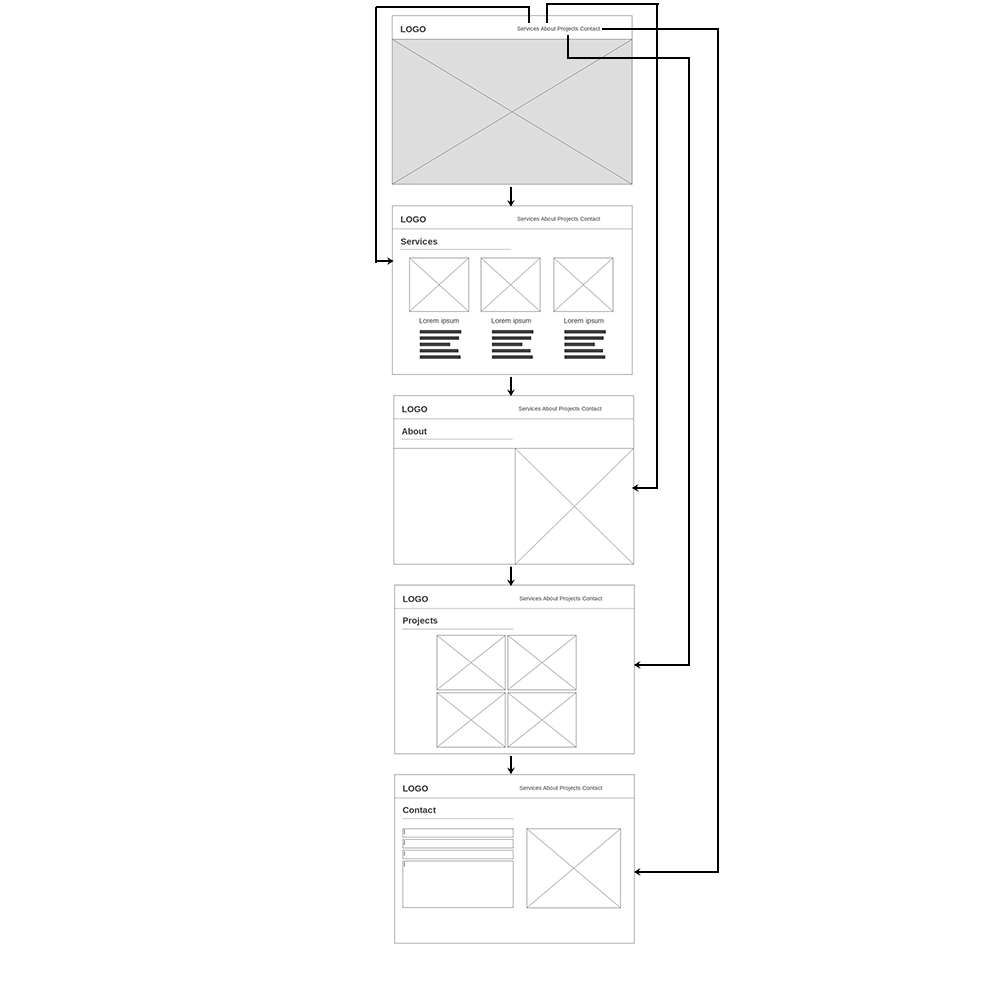 LOGO Services About Projects Contact
LOGO Services About Projects Contact
Services
Lorem ipsum Lorem ipsum Lorem ipsum
LOGO Services About Projects Contact
About
LOGO Services About Projects Contact
Projects
LOGO Services About Projects Contact
Contact